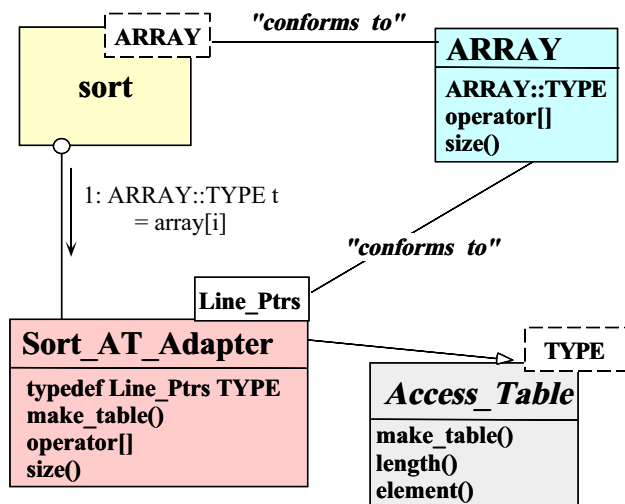 ARRAY
"conforms to"
sort
ARRAY
ARRAY::TYPE
operator[]
size()
1: ARRAY::TYPE t
= array[i]
"conforms to"
Line_Ptrs
Sort_AT_Adapter
typedef Line_Ptrs TYPE
make_table()
operator[]
size()
TYPE
Access_Table
make_table()
length()
element()